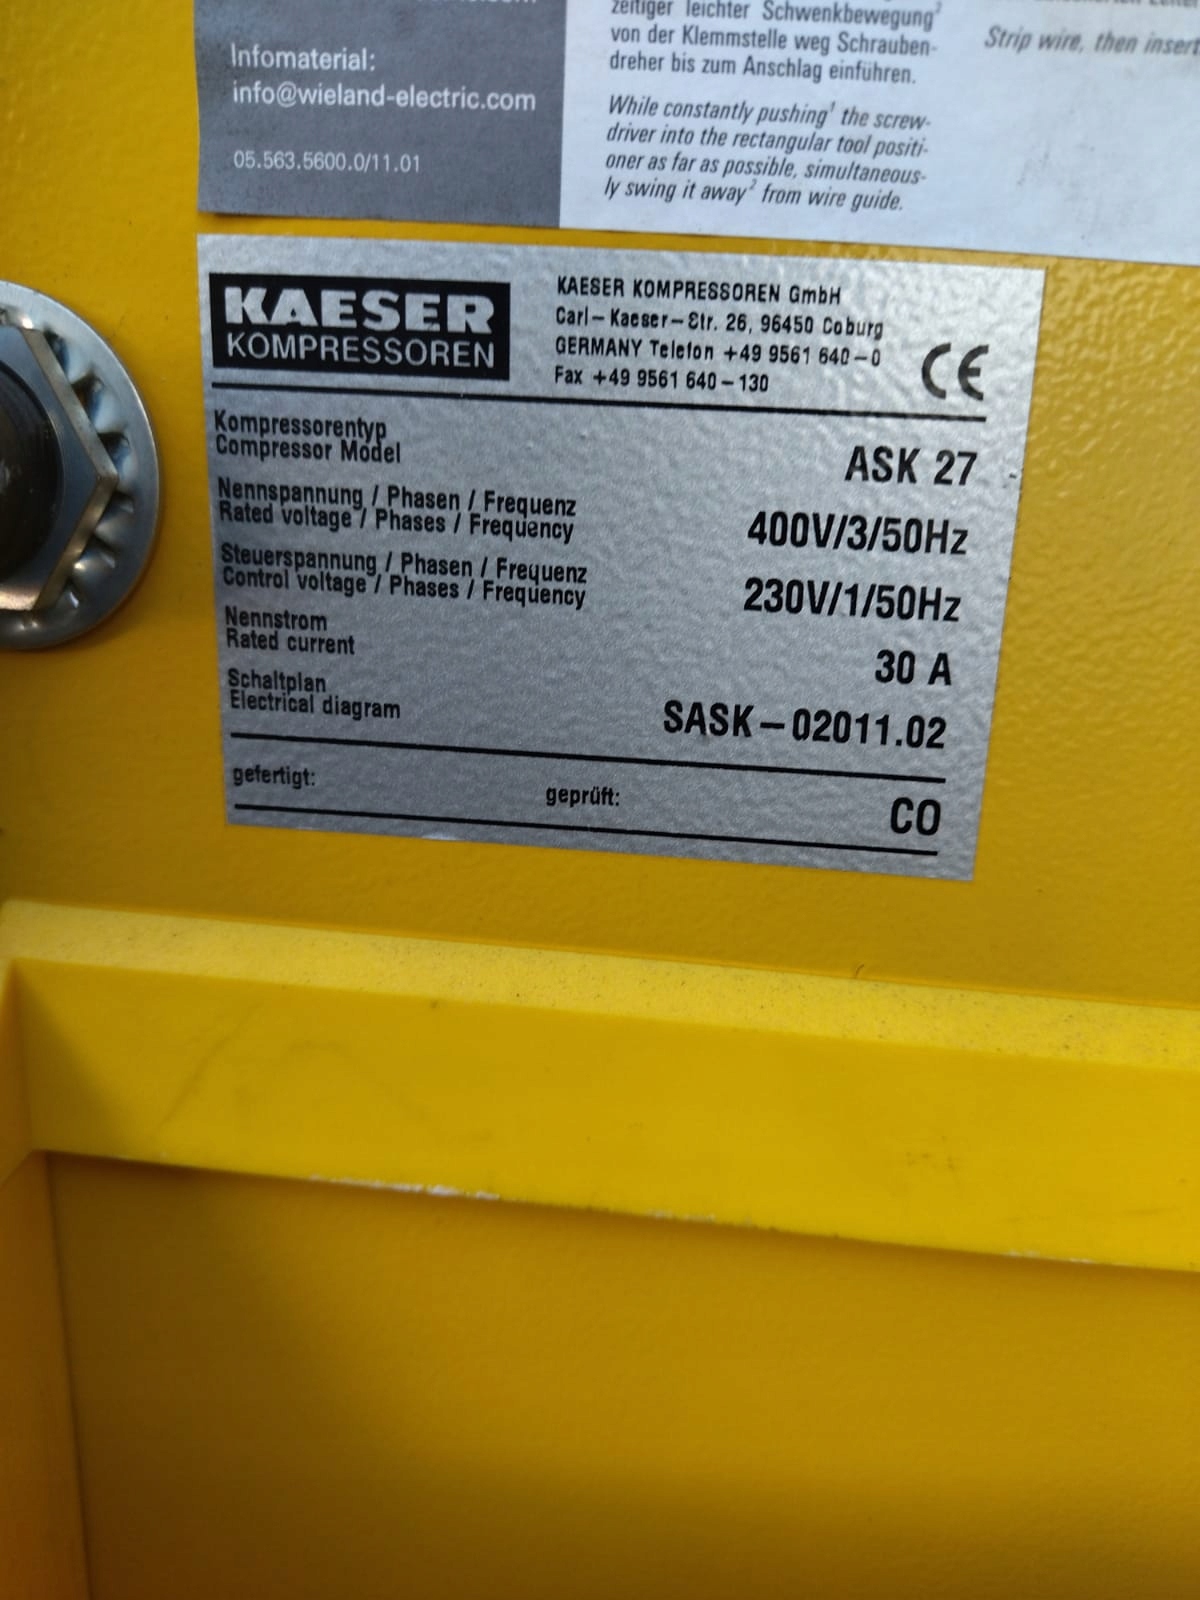 Infomaterial:
info@wieland-electric.com
05.563.5600.0/11.01
zeitiger leichter Schwenkbewegung²
von der Klemmstelle weg Schrauben-
dreher bis zum Anschlag einführen.
While constantly pushing¹ the screw-
driver into the rectangular tool positi-
oner as far as possible, simultaneous-
ly swing it away² from wire guide.
Strip wire, then insert
KAESER
KOMPRESSOREN
KAESER KOMPRESSOREN GmbH
Carl-Kaeser-Str. 26, 96450 Coburg
GERMANY Telefon +49 9561 640-0
Fax +49 9561 640-130
CE
Kompressorentyp
Compressor Model
ASK 27
Nennspannung / Phasen / Frequenz
Rated voltage / Phases / Frequency
400V/3/50Hz
Steuerspannung / Phasen / Frequenz
Control voltage / Phases / Frequency
230V/1/50Hz
Nennstrom
Rated current
30 A
Schaltplan
Electrical diagram
SASK-02011.02
gefertigt:
geprüft:
CO